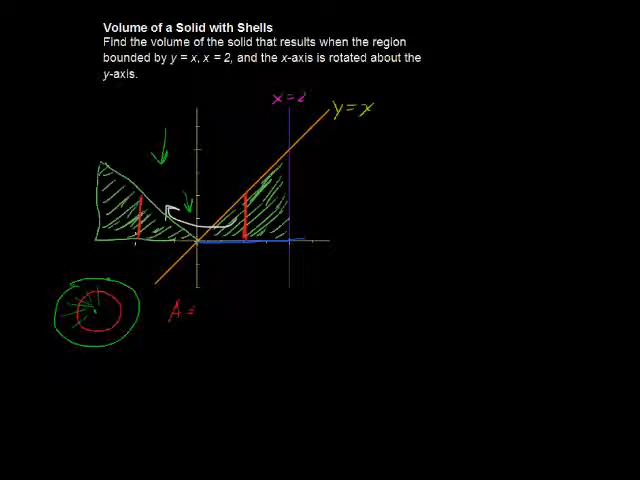 Volume of a Solid with Shells
Find the volume of the solid that results when the region
bounded by y = x, x = 2, and the x-axis is rotated about the
y-axis.
x=2
y=x
A=